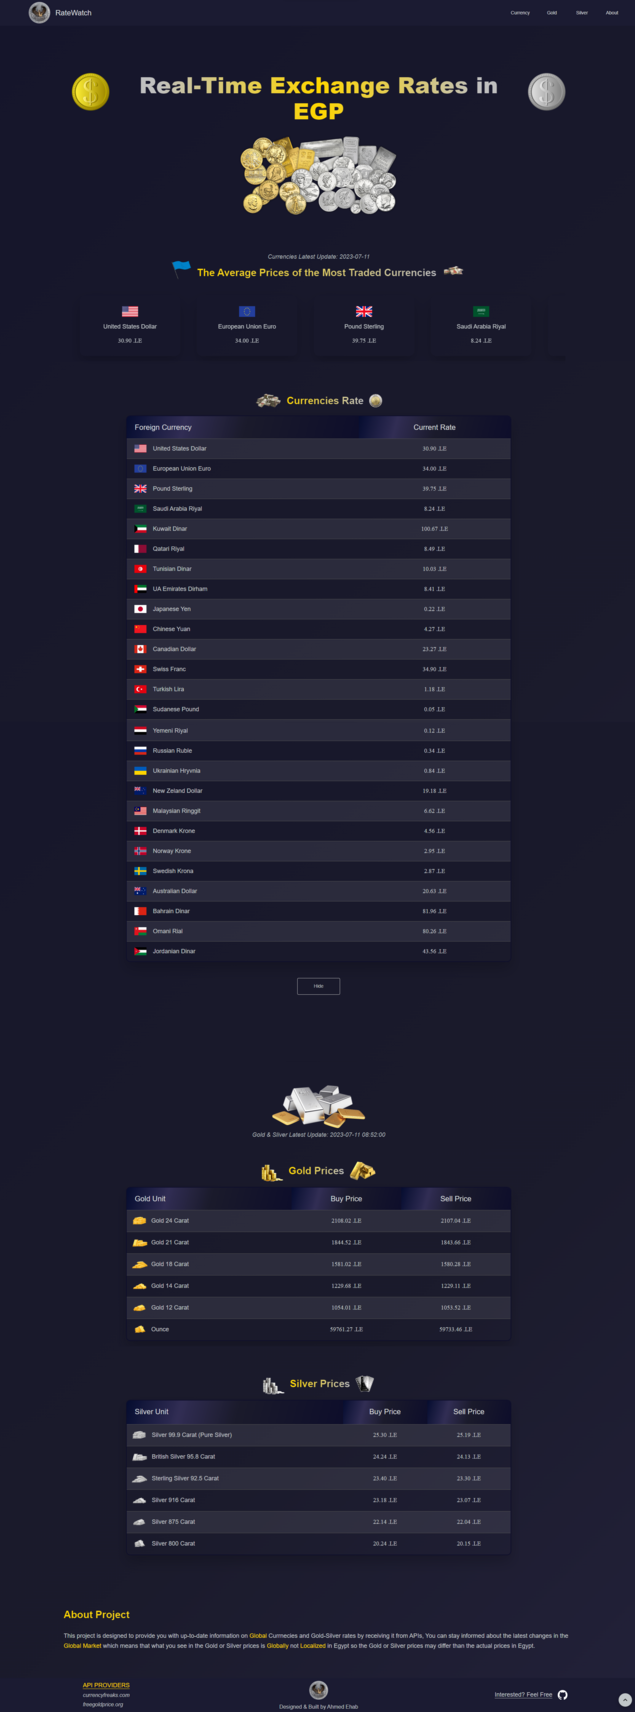 RateWatch
Currency Gold Silver About
Real-Time Exchange Rates in
EGP
Currencies Latest Update: 2023-07-11
The Average Prices of the Most Traded Currencies
United States Dollar European Union Euro Pound Sterling Saudi Arabia Riyal
30.90 .LE 34.00 .LE 39.75 .LE 8.24 .LE
Currencies Rate
Foreign Currency Current Rate
United States Dollar 30.90 .LE
European Union Euro 34.00 .LE
Pound Sterling 39.75 .LE
Saudi Arabia Riyal 8.24 .LE
Kuwait Dinar 100.67 .LE
Qatari Riyal 8.49 .LE
Tunisian Dinar 10.03 .LE
UA Emirates Dirham 8.41 .LE
Japanese Yen 0.22 .LE
Chinese Yuan 4.27 .LE
Canadian Dollar 23.27 .LE
Swiss Franc 34.90 .LE
Turkish Lira 1.18 .LE
Sudanese Pound 0.05 .LE
Yemeni Riyal 0.12 .LE
Russian Ruble 0.34 .LE
Ukrainian Hryvnia 0.84 .LE
New Zeland Dollar 19.18 .LE
Malaysian Ringgit 6.62 .LE
Denmark Krone 4.56 .LE
Norway Krone 2.95 .LE
Swedish Krona 2.87 .LE
Australian Dollar 20.63 .LE
Bahrain Dinar 81.96 .LE
Omani Rial 80.26 .LE
Jordanian Dinar 43.56 .LE
Hide
Gold & Silver Latest Update: 2023-07-11 08:52:00
Gold Prices
Gold Unit Buy Price Sell Price
Gold 24 Carat 2108.02 .LE 2107.04 .LE
Gold 21 Carat 1844.52 .LE 1843.66 .LE
Gold 18 Carat 1581.02 .LE 1580.28 .LE
Gold 14 Carat 1229.68 .LE 1229.11 .LE
Gold 12 Carat 1054.01 .LE 1053.52 .LE
Ounce 59761.27 .LE 59733.46 .LE
Silver Prices
Silver Unit Buy Price Sell Price
Silver 99.9 Carat (Pure Silver) 25.30 .LE 25.19 .LE
British Silver 95.8 Carat 24.24 .LE 24.13 .LE
Sterling Silver 92.5 Carat 23.40 .LE 23.30 .LE
Silver 916 Carat 23.18 .LE 23.07 .LE
Silver 875 Carat 22.14 .LE 22.04 .LE
Silver 800 Carat 20.24 .LE 20.15 .LE
About Project
This project is designed to provide you with up-to-date information on Global Currnecies and Gold-Silver rates by receiving it from APIs, You can stay informed about the latest changes in the
Global Market which means that what you see in the Gold or Silver prices is Globally not Localized in Egypt so the Gold or Silver prices may differ than the actual prices in Egypt.
API PROVIDERS
currencyfreaks.com
freegoldprice.org
Designed & Built by Ahmed Ehab
Interested? Feel Free